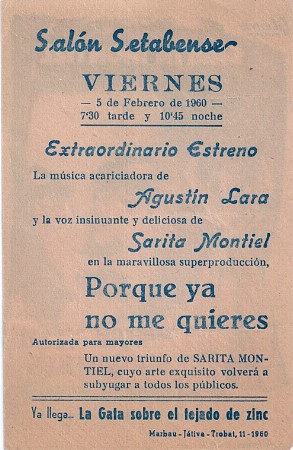 Salón Setabense
VIERNES
— 5 de Febrero de 1960 —
7'30 tarde y 10'45 noche
Extraordinario Estreno
La música acariciadora de
Agustín Lara
y la voz insinuante y deliciosa de
Sarita Montiel
en la maravillosa superproducción,
Porque ya
no me quieres
Autorizada para mayores
Un nuevo triunfo de SARITA MON-
TIEL, cuyo arte exquisito volverá a
subyugar a todos los públicos.
Ya llega... La Gata sobre el tejado de zinc
Marbau - Játiva - Trobat, 11 - 1960